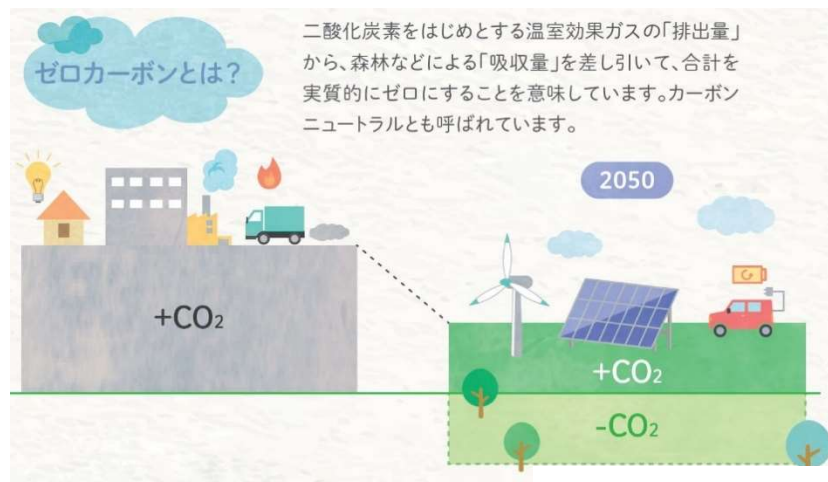 ゼロカーボンとは？
二酸化炭素をはじめとする温室効果ガスの「排出量」
から、森林などによる「吸収量」を差し引いて、合計を
実質的にゼロにすることを意味しています。カーボン
ニュートラルとも呼ばれています。
2050
+CO₂
+CO₂
-CO₂